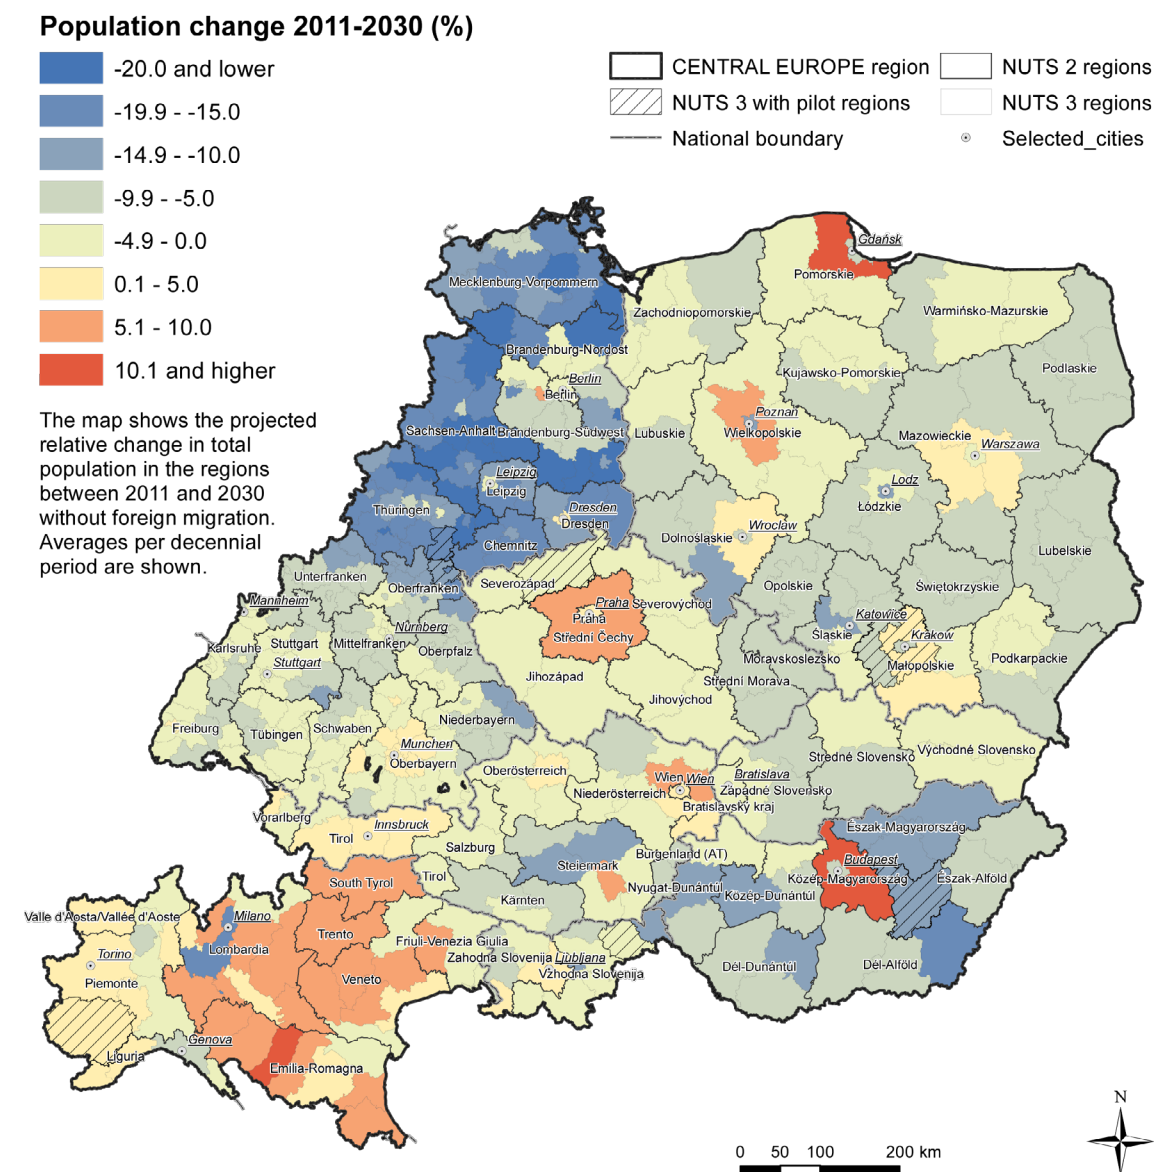 Population change 2011-2030 (%)
-20.0 and lower
-19.9 - -15.0
-14.9 - -10.0
-9.9 - -5.0
-4.9 - 0.0
0.1 - 5.0
5.1 - 10.0
10.1 and higher
CENTRAL EUROPE region
NUTS 3 with pilot regions
National boundary
NUTS 2 regions
NUTS 3 regions
Selected_cities
The map shows the projected
relative change in total
population in the regions
between 2011 and 2030
without foreign migration.
Averages per decennial
period are shown.
Gdańsk
Pomorskie
Mecklenburg-Vorpommern
Zachodniopomorskie
Warmińsko-Mazurskie
Brandenburg-Nordost
Kujawsko-Pomorskie
Podlaskie
Berlin
Berlin
Poznań
Wielkopolskie
Sachsen-Anhalt
Brandenburg-Südwest
Lubuskie
Mazowieckie
Warszawa
Leipzig
Leipzig
Lodz
Łódzkie
Thüringen
Dresden
Dresden
Wroclaw
Dolnośląskie
Chemnitz
Lubelskie
Unterfranken
Oberfranken
Severozápad
Opolskie
Świętokrzyskie
Mannheim
Praha
Praha
Severovýchod
Střední Čechy
Katowice
Śląskie
Krakow
Małopolskie
Nürnberg
Karlsruhe
Stuttgart
Stuttgart
Mittelfranken
Oberpfalz
Moravskoslezsko
Podkarpackie
Jihozápad
Střední Morava
Jihovýchod
Freiburg
Tübingen
Schwaben
Niederbayern
Munchen
Oberbayern
Stredné Slovensko
Východné Slovensko
Oberösterreich
Wien
Wien
Bratislava
Západné Slovensko
Niederösterreich
Bratislavský kraj
Vorarlberg
Innsbruck
Tirol
Salzburg
Észak-Magyarország
Burgenland (AT)
Steiermark
Budapest
Közép-Magyarország
Észak-Alföld
South Tyrol
Tirol
Nyugat-Dunántúl
Közép-Dunántúl
Kärnten
Valle d'Aosta/Vallée d'Aoste
Milano
Lombardia
Trento
Friuli-Venezia Giulia
Zahodna Slovenija
Ljubljana
Vzhodna Slovenija
Torino
Piemonte
Veneto
Dél-Dunántúl
Dél-Alföld
Genova
Liguria
Emilia-Romagna
N
0 50 100 200 km